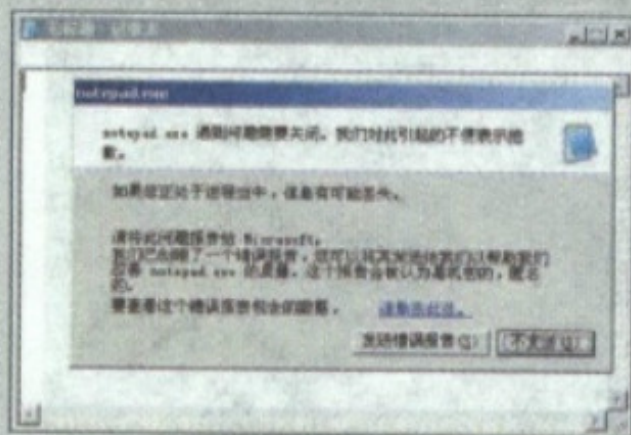 无标题 - 记事本
notepad.exe
notepad.exe 遇到问题需要关闭。我们对此引起的不便表示抱
歉。
如果您正处于进程当中，信息有可能丢失。
请将此问题报告给 Microsoft。
我们已创建了一个错误报告，您可以将其发送给我们以帮助我们
改善 notepad.exe 的质量。这个报告会被认为是机密的，匿名
的。
要查看这个错误报告包含的数据，
请单击此处。
发送错误报告(S)
不发送(D)